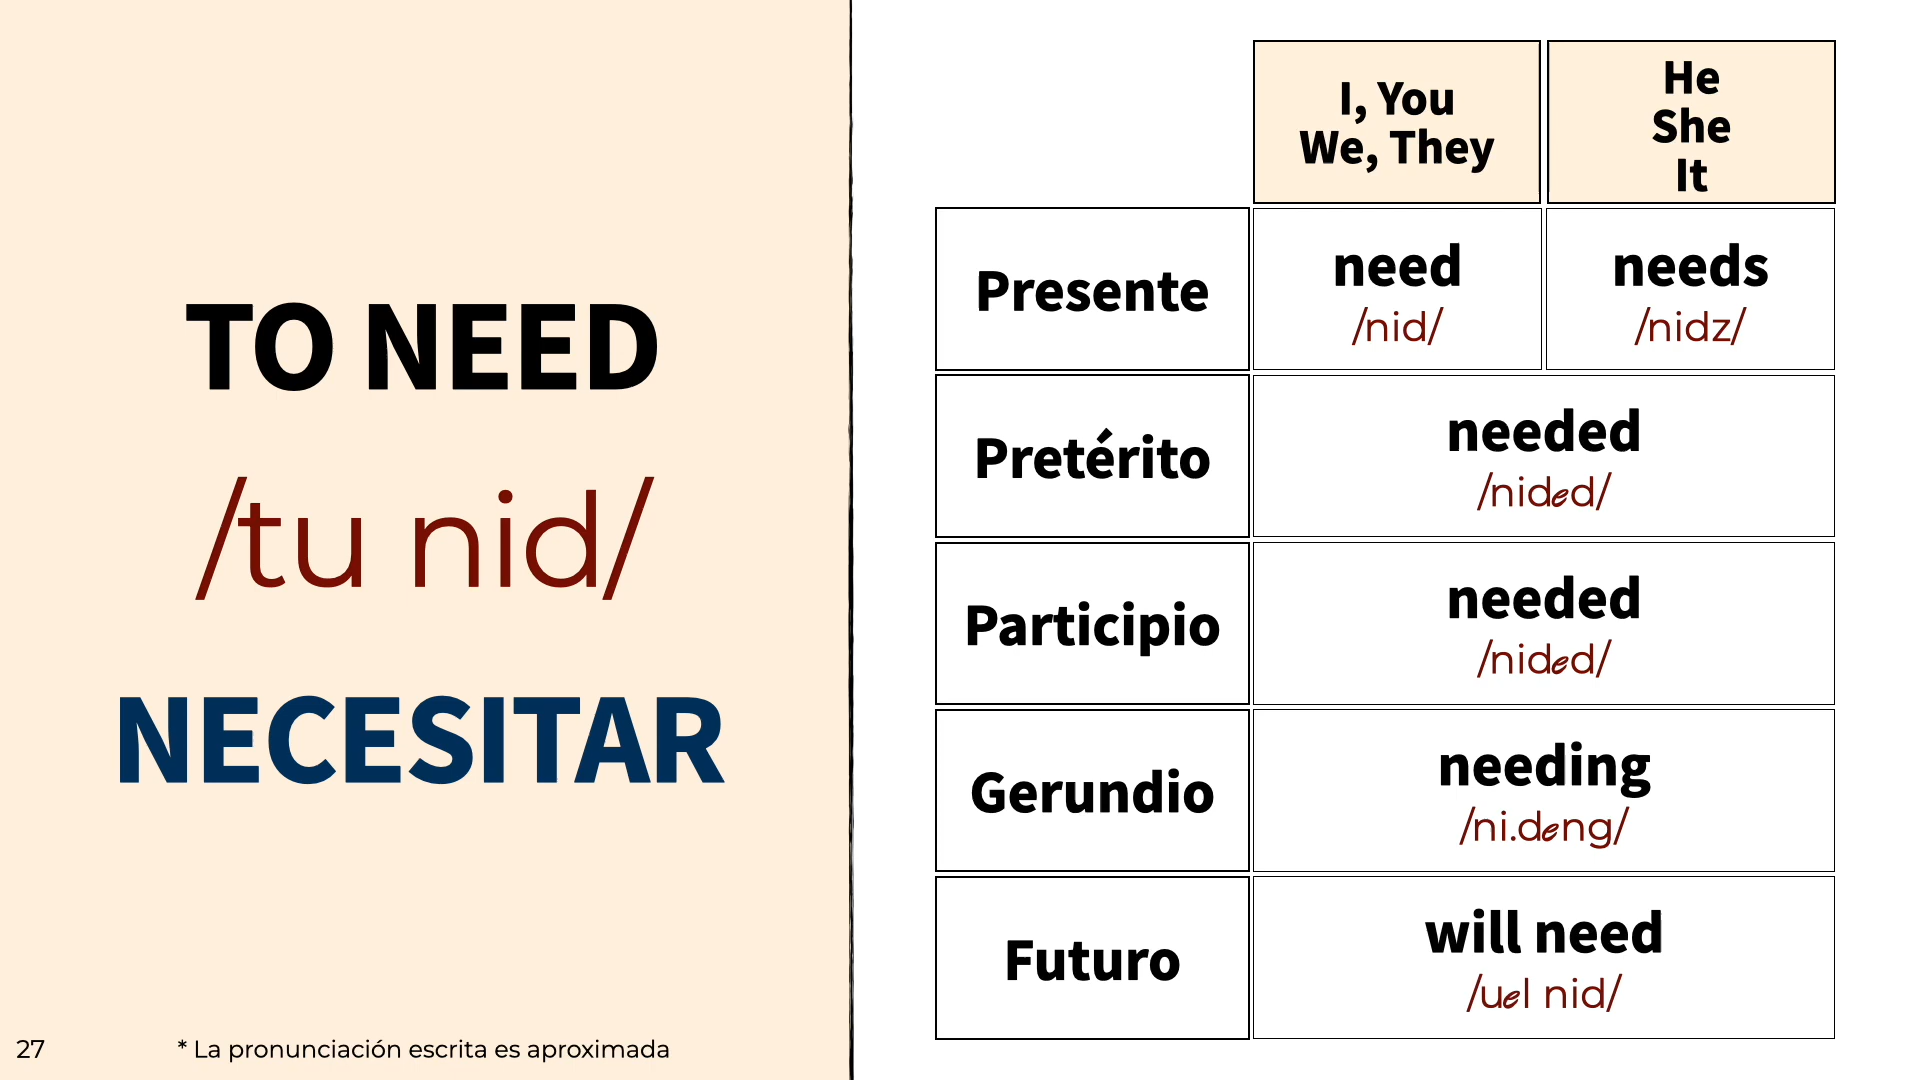 TO NEED
/tu nid/
NECESITAR
27
* La pronunciación escrita es aproximada
I, You
We, They
He
She
It
Presente
need
/nid/
needs
/nidz/
Pretérito
needed
/nided/
Participio
needed
/nided/
Gerundio
needing
/ni.deng/
Futuro
will need
/uel nid/